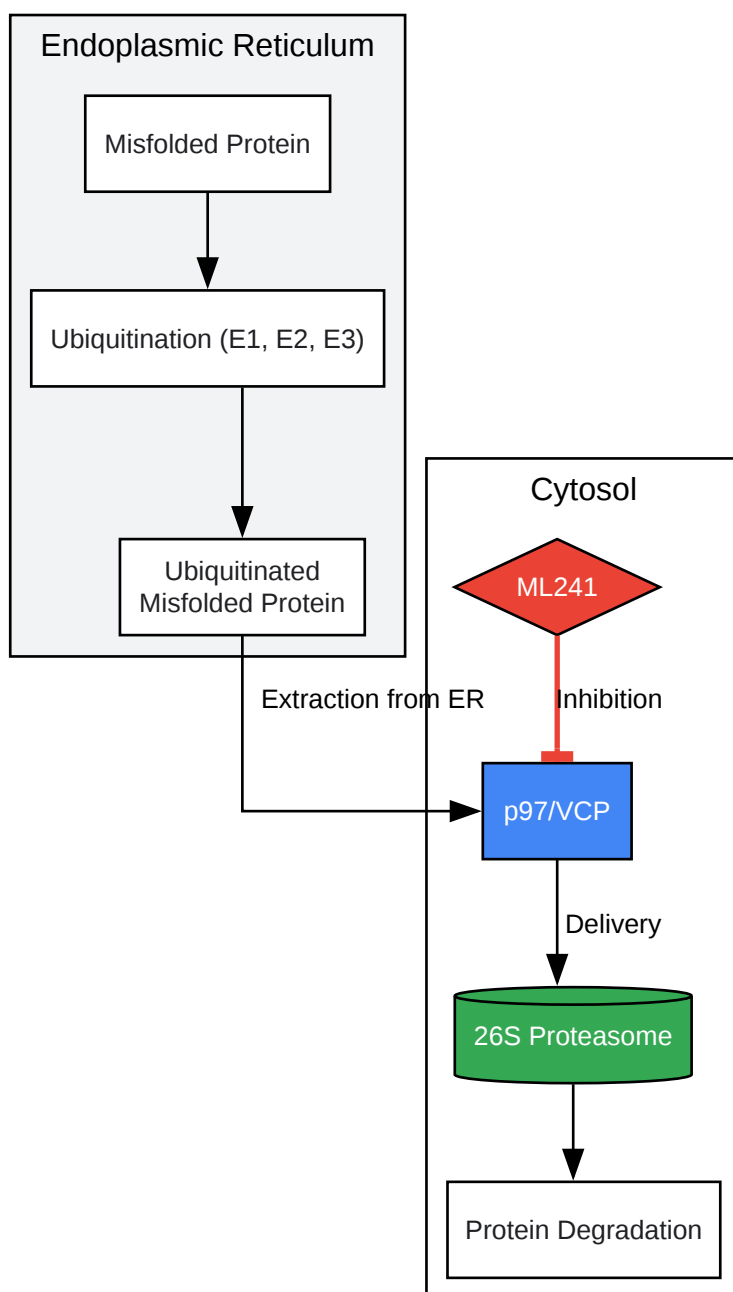 Endoplasmic Reticulum
Misfolded Protein
Ubiquitination (E1, E2, E3)
Ubiquitinated
Misfolded Protein
Extraction from ER
Cytosol
ML241
Inhibition
p97/VCP
Delivery
26S Proteasome
Protein Degradation